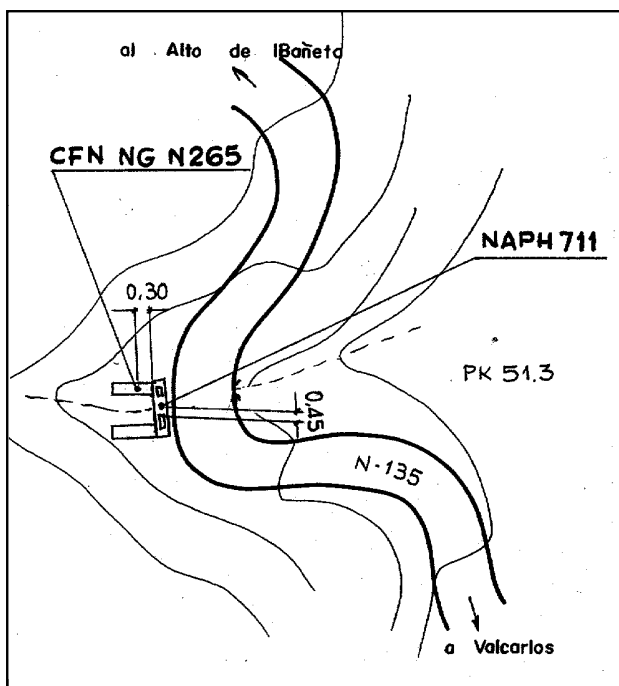 al Alto de IBañeta
CFN NG N265
NAPH 711
0,30
PK 51.3
0,45
N-135
a Valcarlos